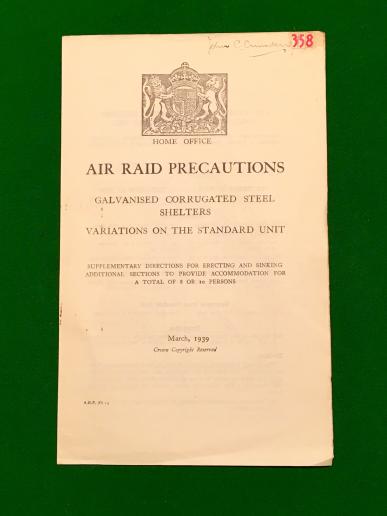 358
HOME OFFICE
AIR RAID PRECAUTIONS
GALVANISED CORRUGATED STEEL
SHELTERS
VARIATIONS ON THE STANDARD UNIT
SUPPLEMENTARY DIRECTIONS FOR ERECTING AND SINKING
ADDITIONAL SECTIONS TO PROVIDE ACCOMMODATION FOR
A TOTAL OF 8 OR 10 PERSONS
March, 1939
Crown Copyright Reserved